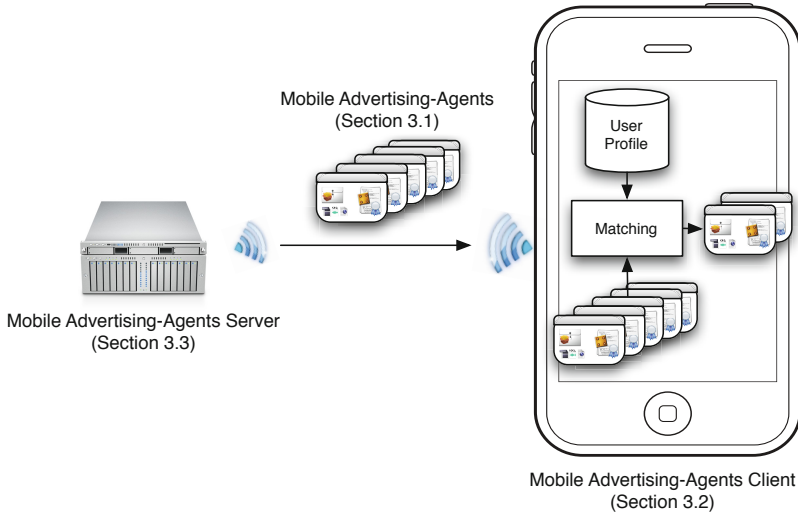 Mobile Advertising-Agents
(Section 3.1)
User
Profile
Matching
Mobile Advertising-Agents Server
(Section 3.3)
Mobile Advertising-Agents Client
(Section 3.2)